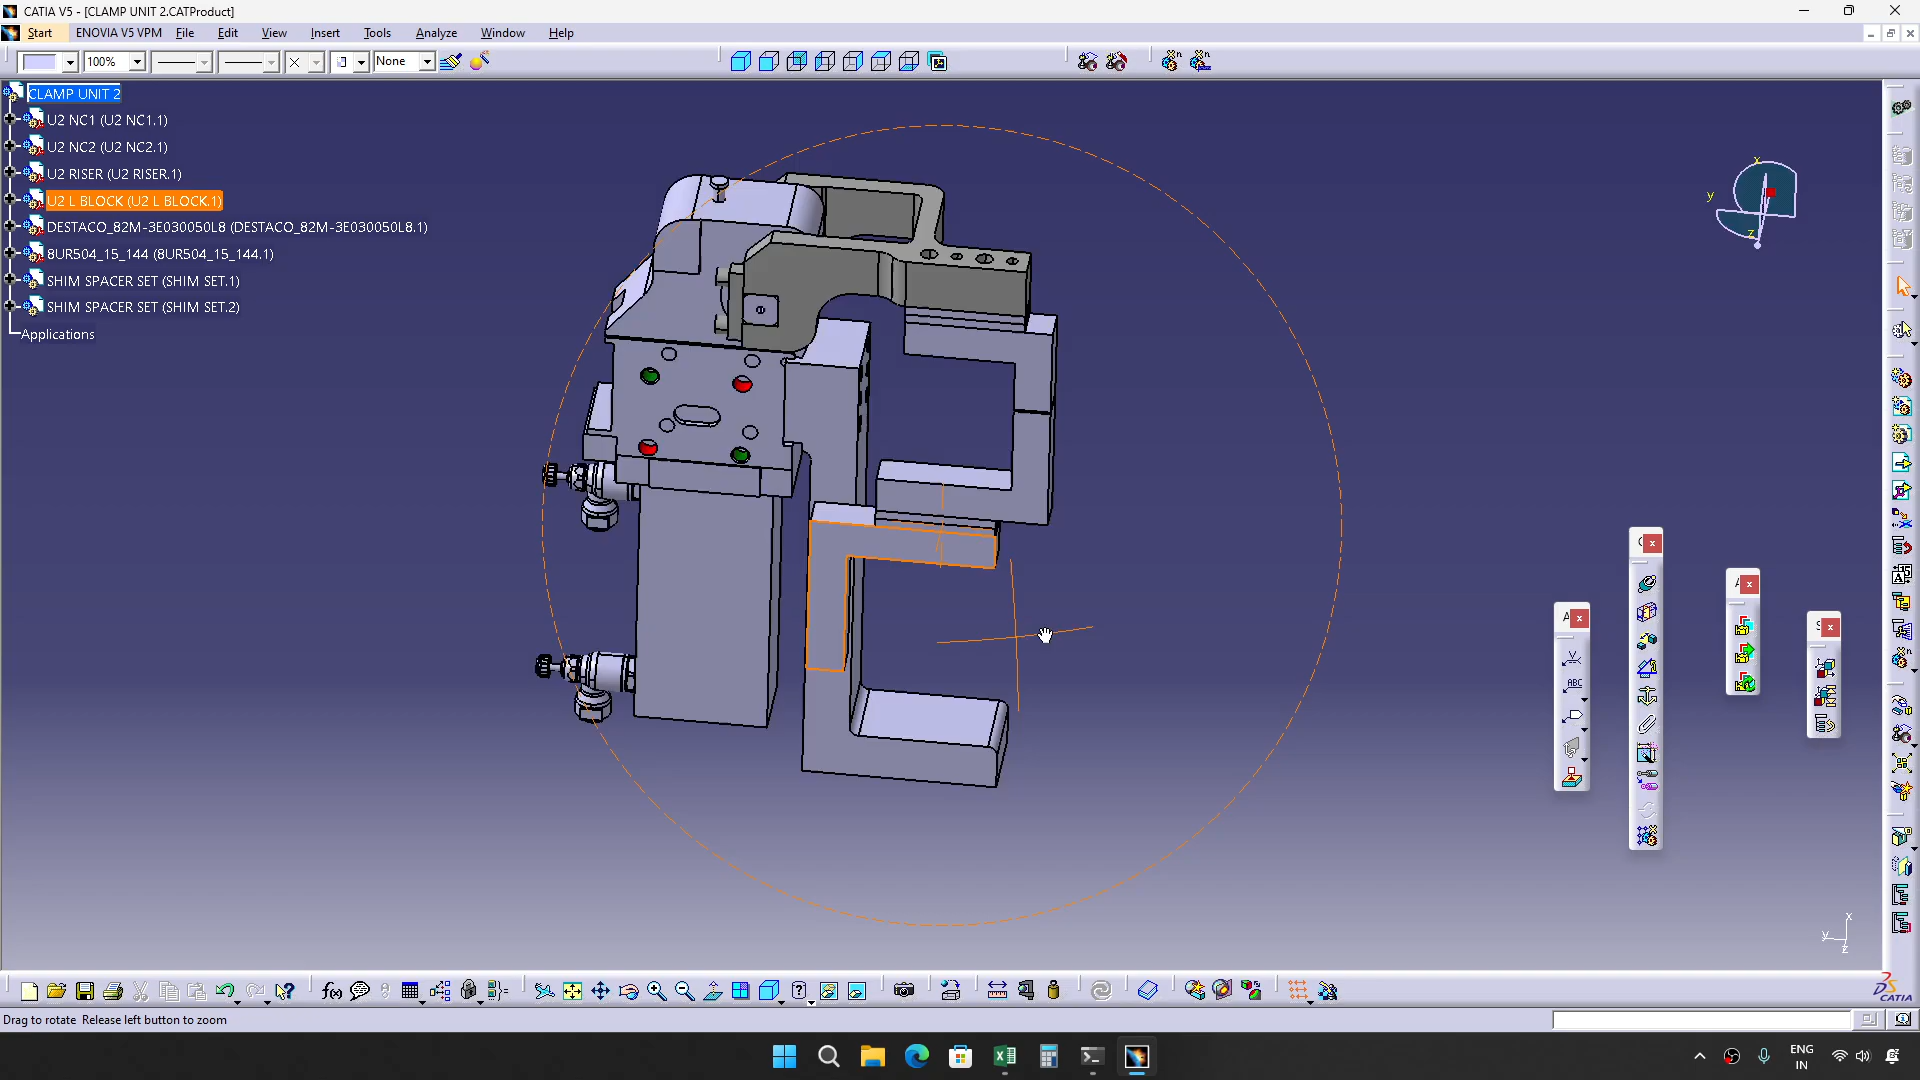 CATIA V5 - [CLAMP UNIT 2.CATProduct]
Start ENOVIA V5 VPM File Edit View Insert Tools Analyze Window Help
100% None
CLAMP UNIT 2
U2 NC1 (U2 NC1.1)
U2 NC2 (U2 NC2.1)
U2 RISER (U2 RISER.1)
U2 L BLOCK (U2 L BLOCK.1)
DESTACO_82M-3E030050L8 (DESTACO_82M-3E030050L8.1)
8UR504_15_144 (8UR504_15_144.1)
SHIM SPACER SET (SHIM SET.1)
SHIM SPACER SET (SHIM SET.2)
Applications
x
y
z
A
ABC
x
y
z
CATIA
Drag to rotate Release left button to zoom
ENG
IN